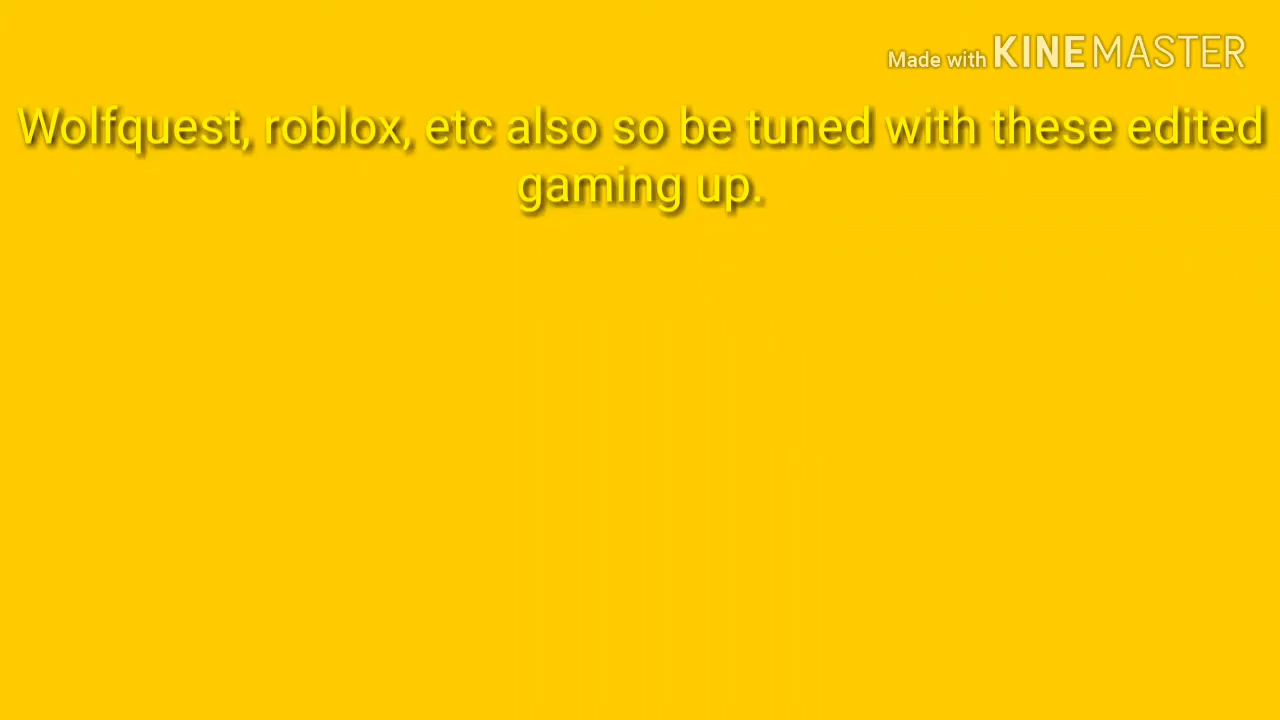 Made with KINEMASTER
Wolfquest, roblox, etc also so be tuned with these edited
gaming up.